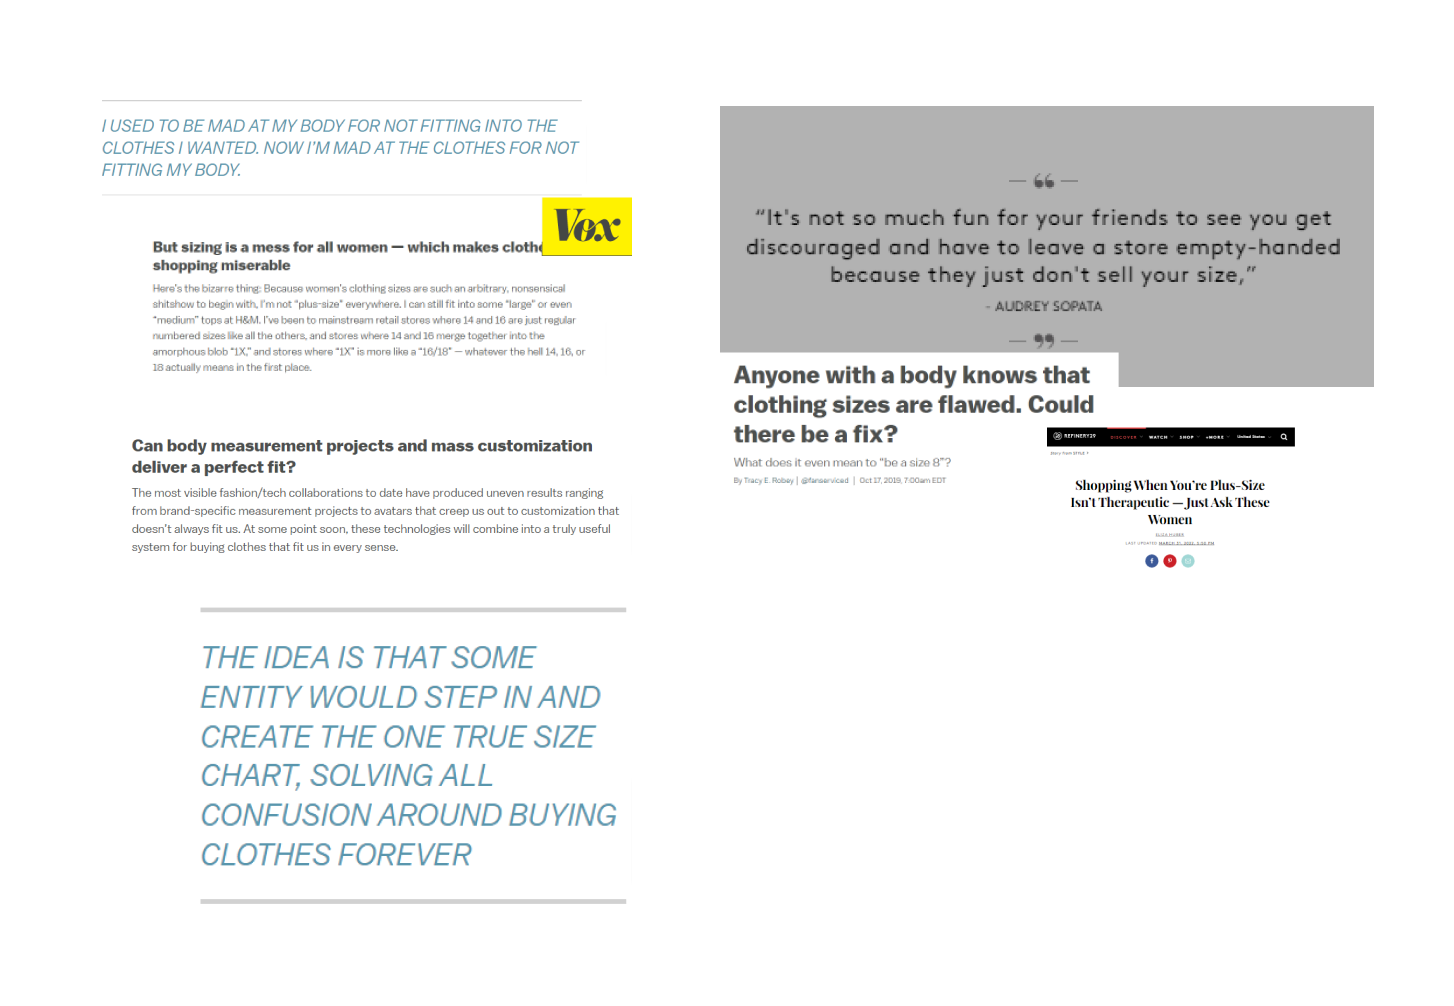 I USED TO BE MAD AT MY BODY FOR NOT FITTING INTO THE
CLOTHES I WANTED. NOW I'M MAD AT THE CLOTHES FOR NOT
FITTING MY BODY.
Vox
But sizing is a mess for all women — which makes clothe
shopping miserable
Here's the bizarre thing: Because women's clothing sizes are such an arbitrary, nonsensical
shitshow to begin with, I'm not "plus-size" everywhere. I can still fit into some "large" or even
"medium" tops at H&M. I've been to mainstream retail stores where 14 and 16 are just regular
numbered sizes like all the others, and stores where 14 and 16 merge together into the
amorphous blob "1X," and stores where "1X" is more like a "16/18" — whatever the hell 14, 16, or
18 actually means in the first place.
Can body measurement projects and mass customization
deliver a perfect fit?
The most visible fashion/tech collaborations to date have produced uneven results ranging
from brand-specific measurement projects to avatars that creep us out to customization that
doesn't always fit us. At some point soon, these technologies will combine into a truly useful
system for buying clothes that fit us in every sense.
THE IDEA IS THAT SOME
ENTITY WOULD STEP IN AND
CREATE THE ONE TRUE SIZE
CHART, SOLVING ALL
CONFUSION AROUND BUYING
CLOTHES FOREVER
— “ —
"It's not so much fun for your friends to see you get
discouraged and have to leave a store empty-handed
because they just don't sell your size,"
- AUDREY SOPATA
— ” —
Anyone with a body knows that
clothing sizes are flawed. Could
there be a fix?
What does it even mean to "be a size 8"?
By Tracy E. Robey | @fanserviced | Oct 17, 2019, 7:00am EDT
REFINERY29 DISCOVER WATCH SHOP +MORE United States
Story from STYLE
Shopping When You're Plus-Size
Isn't Therapeutic — Just Ask These
Women
ELIZA HUBER
LAST UPDATED MARCH 31, 2022, 5:05 PM